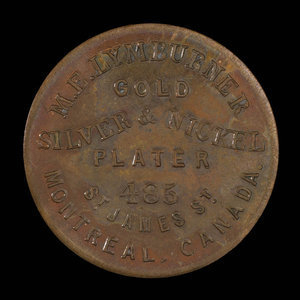 M.F. LYMBURNER
GOLD
SILVER & NICKEL
PLATER
485
ST JAMES ST.
MONTREAL, CANADA.